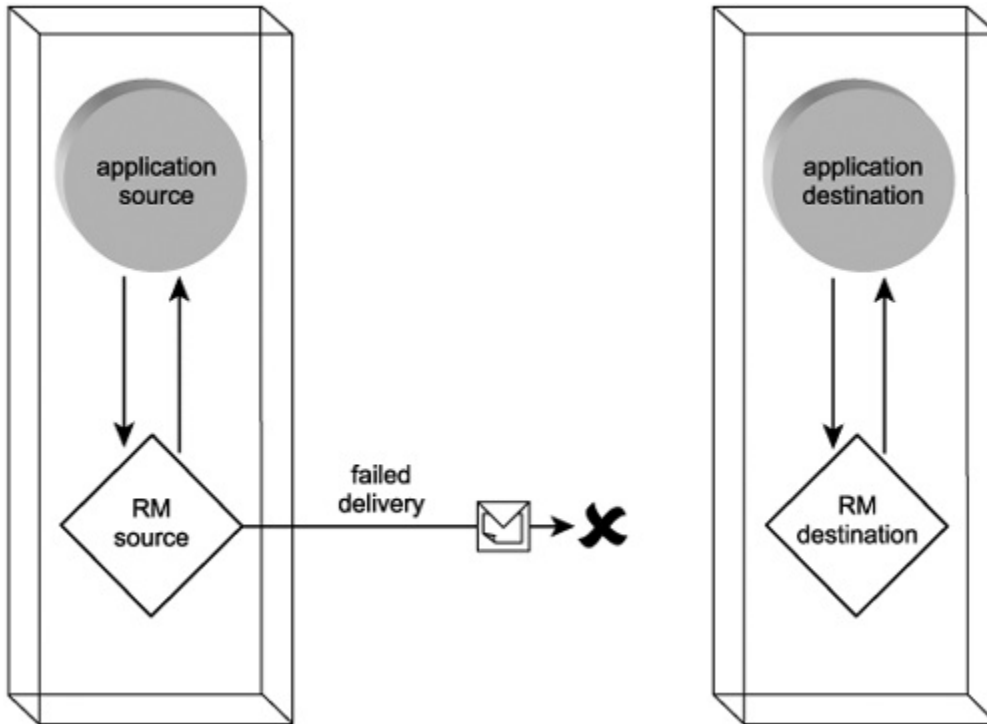 application
source
application
destination
failed
delivery
RM
source
RM
destination